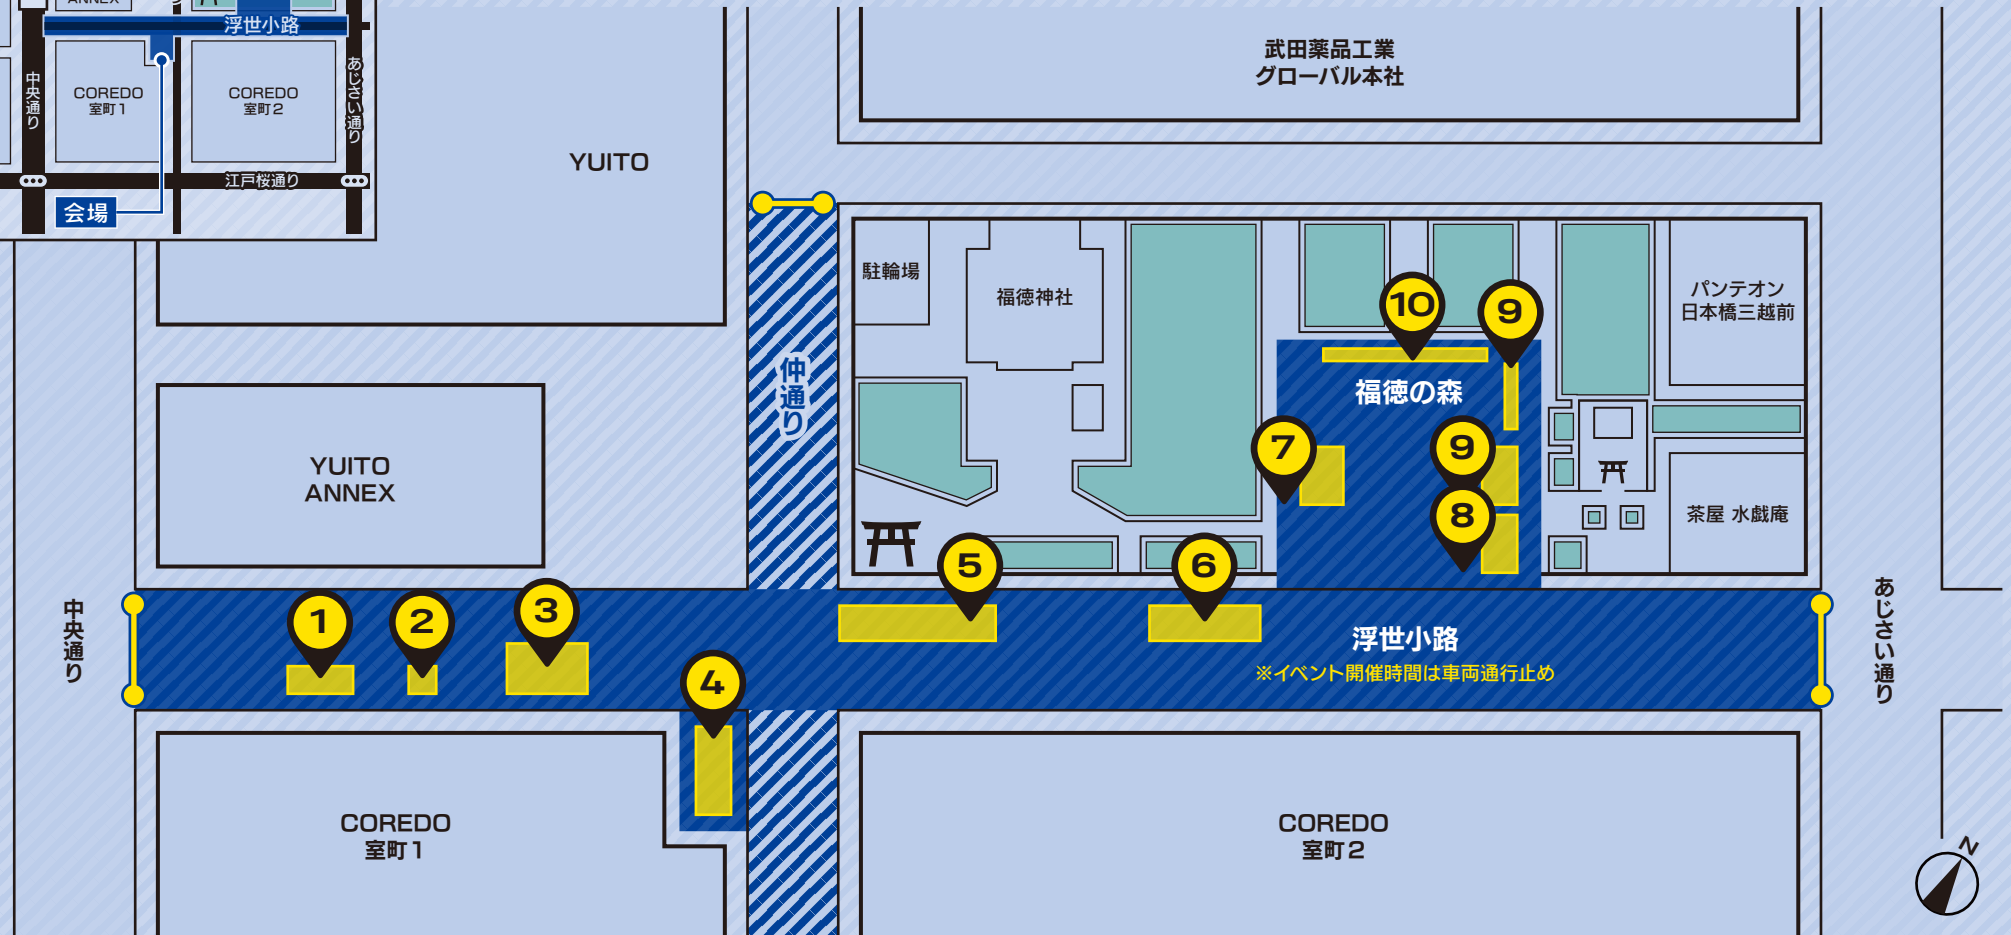 ANNEX
浮世小路
中央通り
COREDO
室町1
COREDO
室町2
あじさい通り
江戸桜通り
会場
YUITO
武田薬品工業
グローバル本社
駐輪場
福徳神社
パンテオン
日本橋三越前
10
9
仲通り
福徳の森
7
9
8
YUITO
ANNEX
茶屋 水戯庵
5
6
中央通り
1
2
3
4
浮世小路
※イベント開催時間は車両通行止め
あじさい通り
COREDO
室町1
COREDO
室町2
N